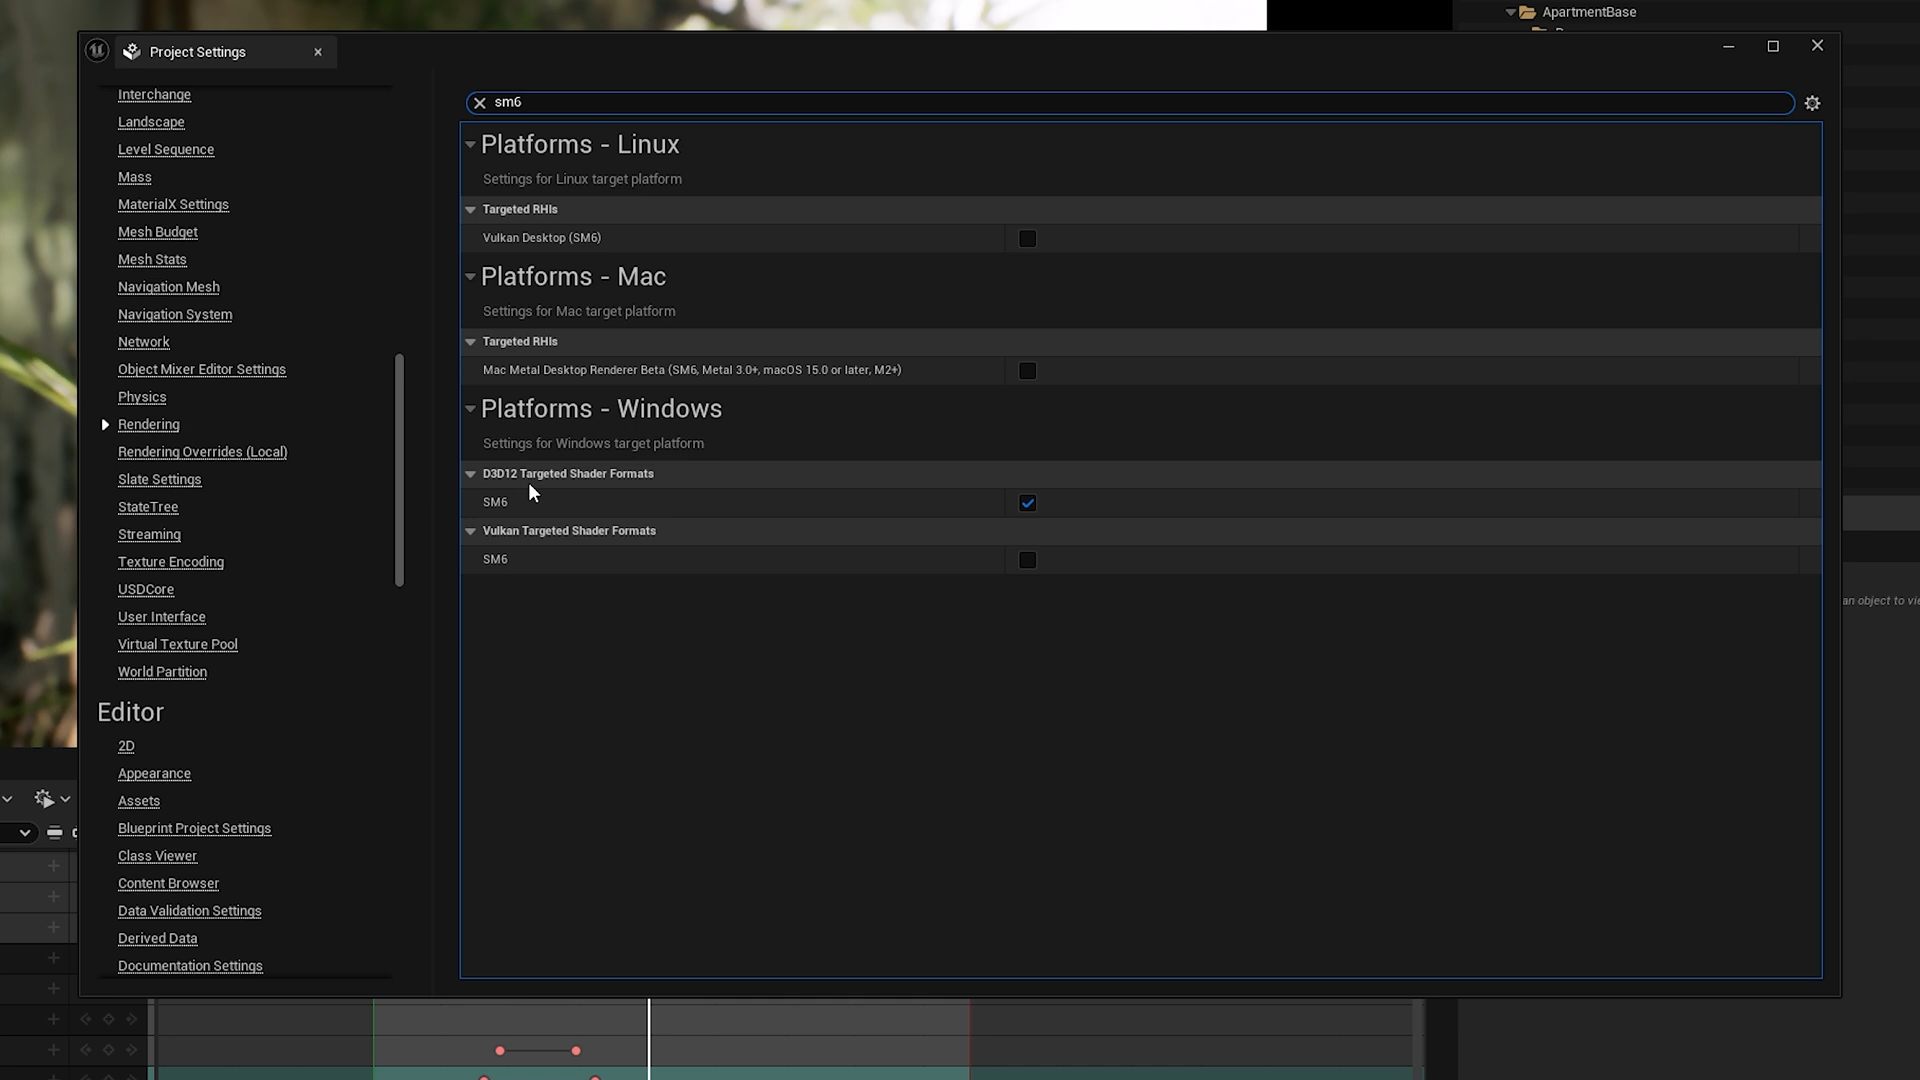 ApartmentBase
Project Settings
Interchange
Landscape
Level Sequence
Mass
MaterialX Settings
Mesh Budget
Mesh Stats
Navigation Mesh
Navigation System
Network
Object Mixer Editor Settings
Physics
Rendering
Rendering Overrides (Local)
Slate Settings
StateTree
Streaming
Texture Encoding
USDCore
User Interface
Virtual Texture Pool
World Partition
Editor
2D
Appearance
Assets
Blueprint Project Settings
Class Viewer
Content Browser
Data Validation Settings
Derived Data
Documentation Settings
sm6
Platforms - Linux
Settings for Linux target platform
Targeted RHIs
Vulkan Desktop (SM6)
Platforms - Mac
Settings for Mac target platform
Targeted RHIs
Mac Metal Desktop Renderer Beta (SM6, Metal 3.0+, macOS 15.0 or later, M2+)
Platforms - Windows
Settings for Windows target platform
D3D12 Targeted Shader Formats
SM6
Vulkan Targeted Shader Formats
SM6
an object to vie